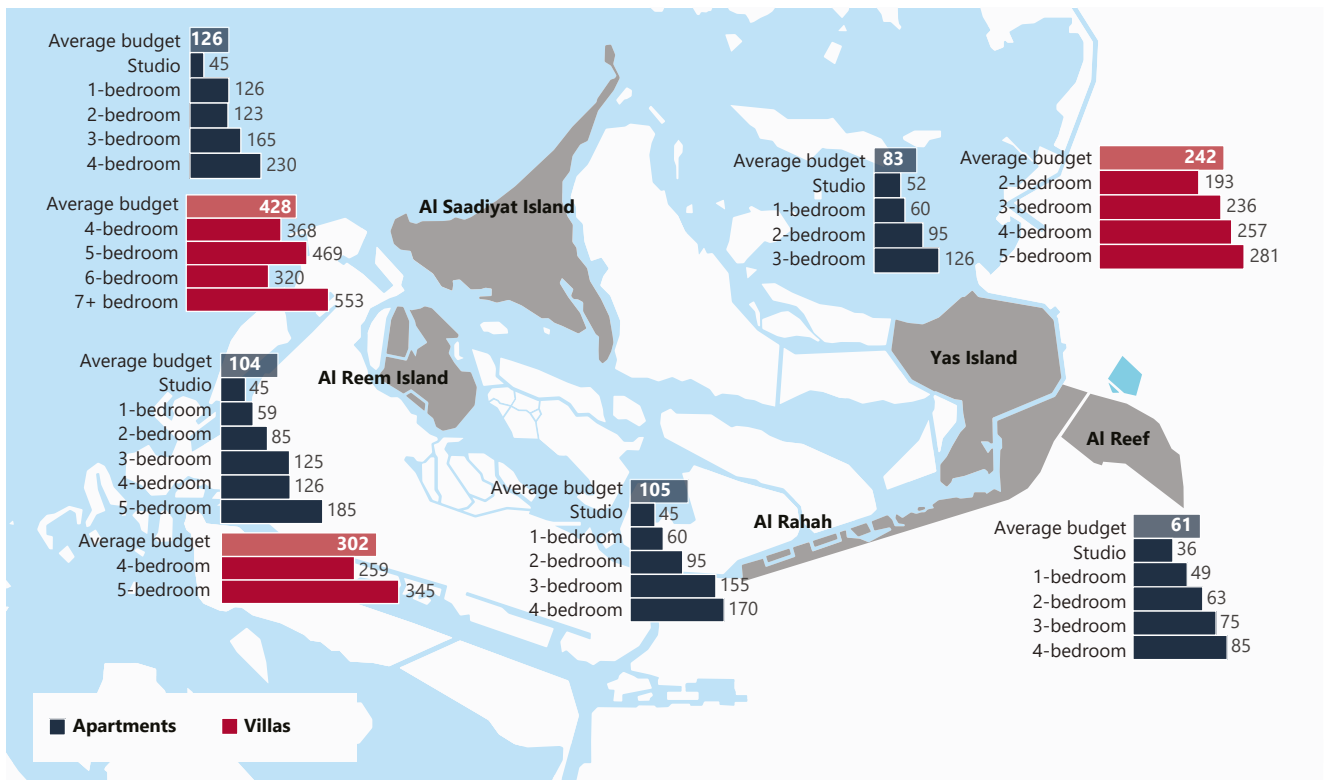 Average budget 126
Studio 45
1-bedroom 126
2-bedroom 123
3-bedroom 165
4-bedroom 230
Average budget 428
4-bedroom 368
5-bedroom 469
6-bedroom 320
7+ bedroom 553
Al Saadiyat Island
Average budget 83
Studio 52
1-bedroom 60
2-bedroom 95
3-bedroom 126
Average budget 242
2-bedroom 193
3-bedroom 236
4-bedroom 257
5-bedroom 281
Average budget 104
Studio 45
1-bedroom 59
2-bedroom 85
3-bedroom 125
4-bedroom 126
5-bedroom 185
Average budget 302
4-bedroom 259
5-bedroom 345
Al Reem Island
Yas Island
Al Reef
Average budget 105
Studio 45
1-bedroom 60
2-bedroom 95
3-bedroom 155
4-bedroom 170
Al Rahah
Average budget 61
Studio 36
1-bedroom 49
2-bedroom 63
3-bedroom 75
4-bedroom 85
Apartments Villas